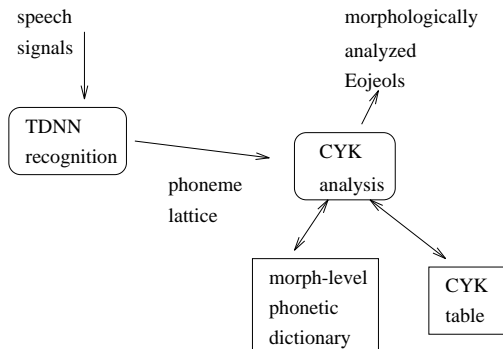 speech
signals
morphologically
analyzed
Eojeols
TDNN
recognition
CYK
analysis
phoneme
lattice
morph-level
phonetic
dictionary
CYK
table